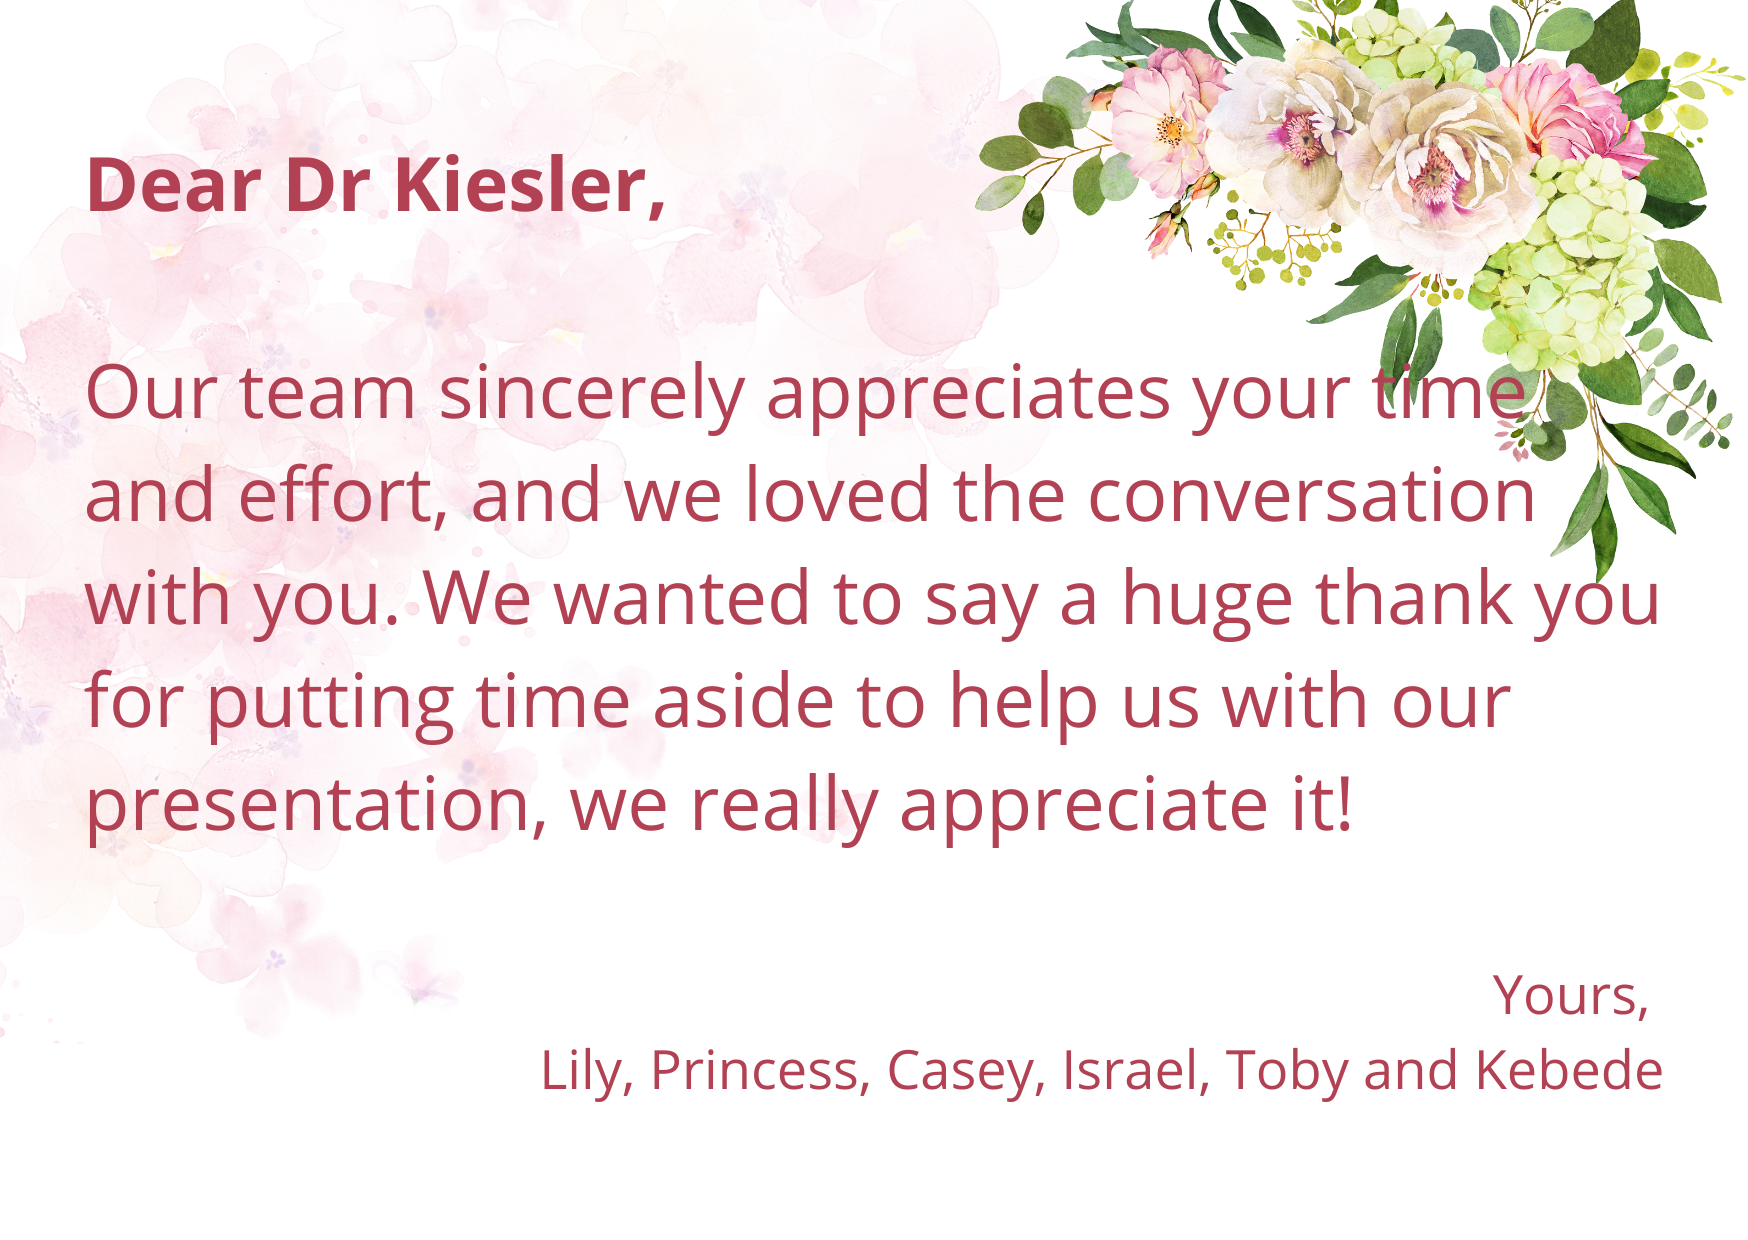 Dear Dr Kiesler,
Our team sincerely appreciates your time
and effort, and we loved the conversation
with you. We wanted to say a huge thank you
for putting time aside to help us with our
presentation, we really appreciate it!
Yours,
Lily, Princess, Casey, Israel, Toby and Kebede